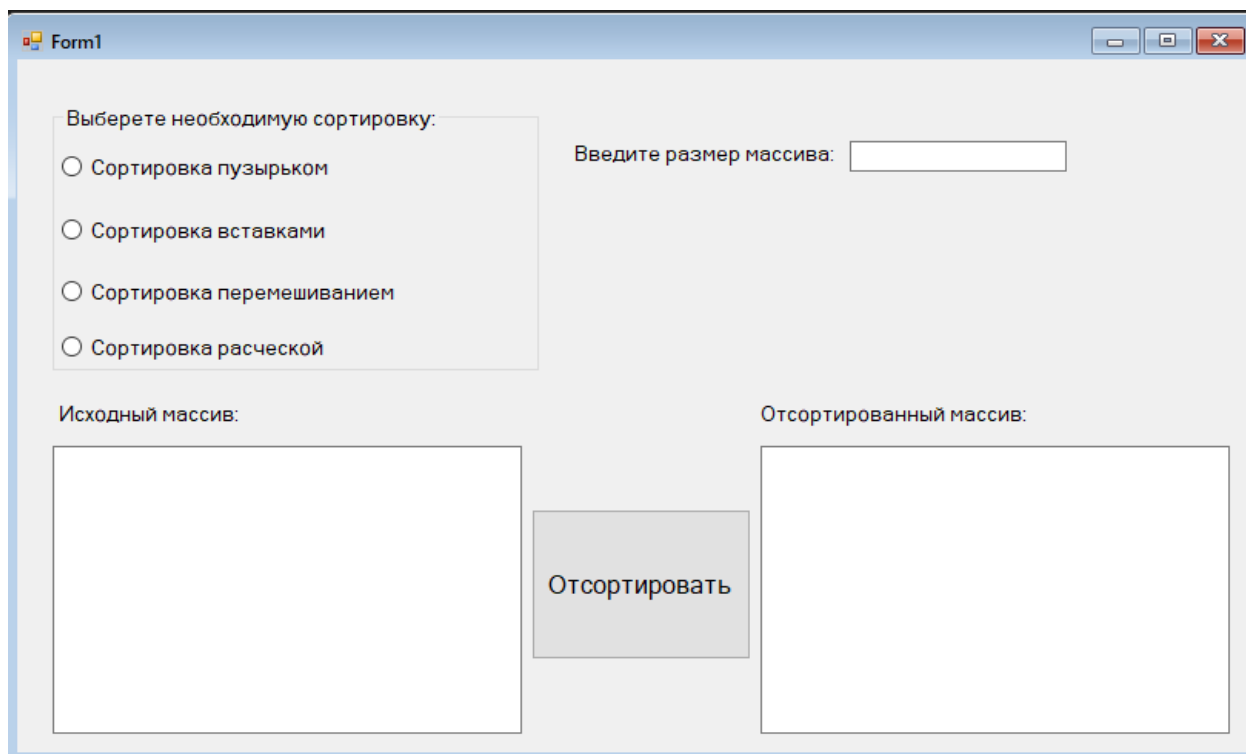 Form1
Выберете необходимую сортировку:
Сортировка пузырьком
Сортировка вставками
Сортировка перемешиванием
Сортировка расческой
Введите размер массива:
Исходный массив:
Отсортировать
Отсортированный массив: